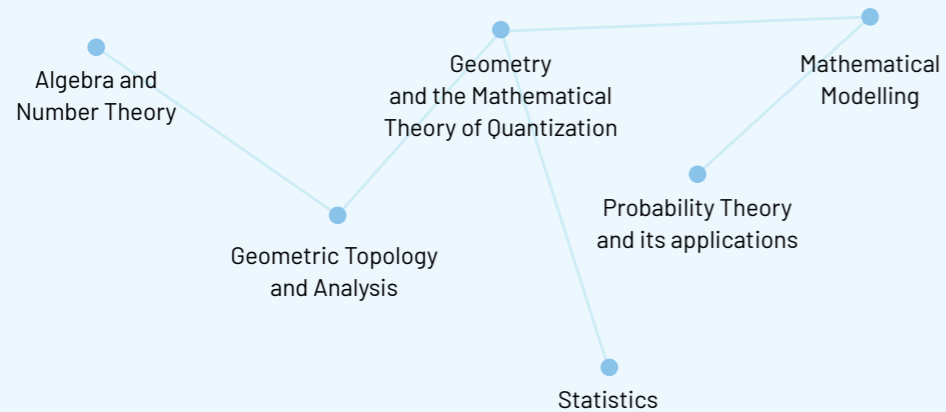 Algebra and
Number Theory
Geometry
and the Mathematical
Theory of Quantization
Mathematical
Modelling
Geometric Topology
and Analysis
Probability Theory
and its applications
Statistics